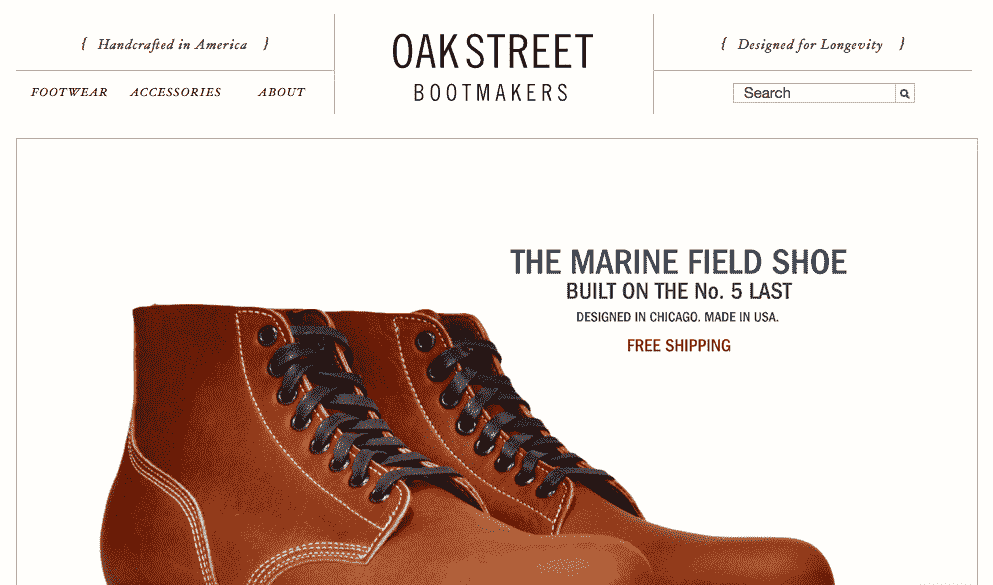 { Handcrafted in America }
OAK STREET
BOOTMAKERS
{ Designed for Longevity }
FOOTWEAR ACCESSORIES ABOUT
Search
THE MARINE FIELD SHOE
BUILT ON THE No. 5 LAST
DESIGNED IN CHICAGO. MADE IN USA.
FREE SHIPPING